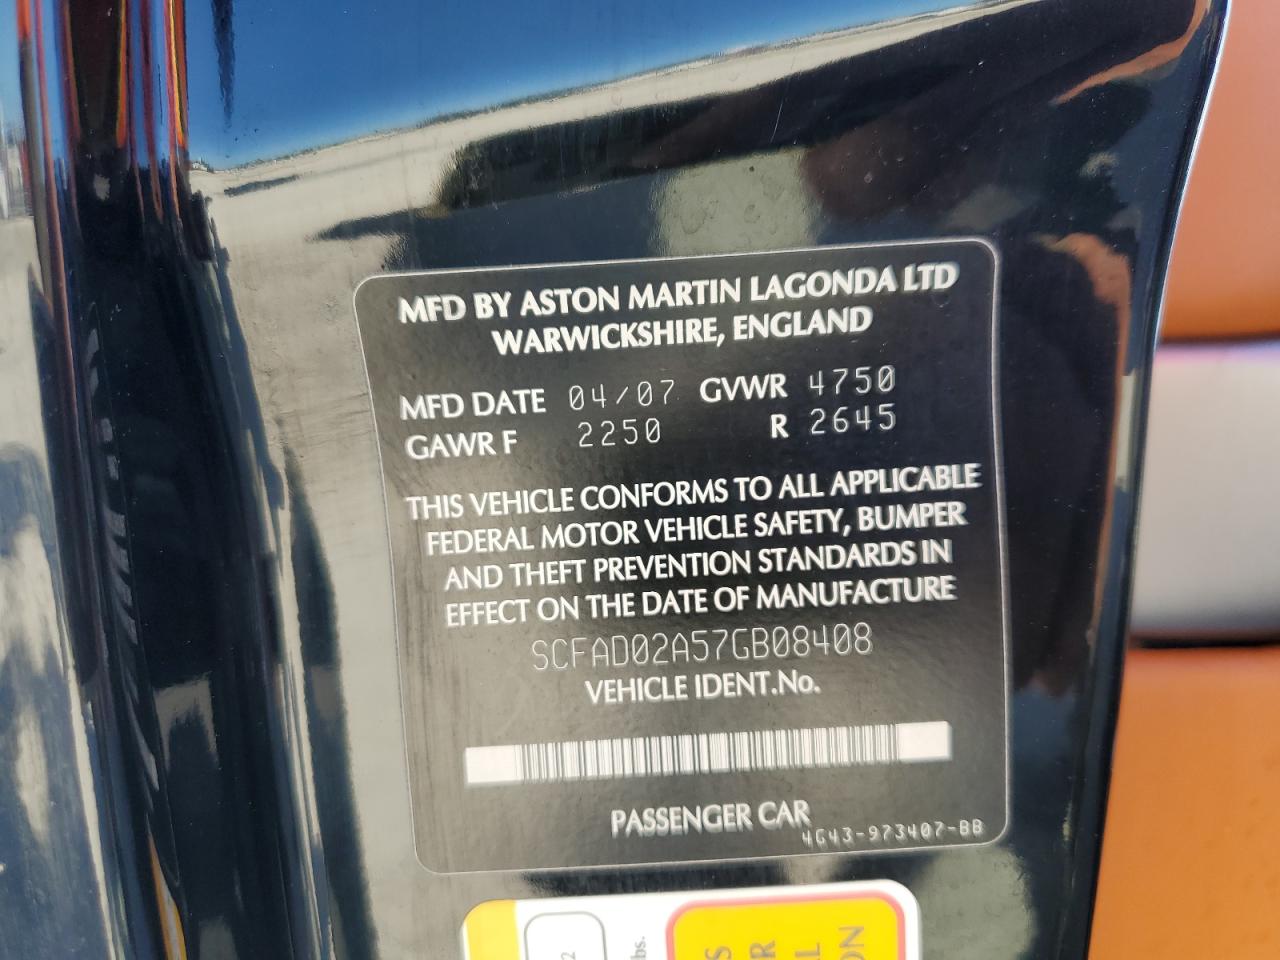 MFD BY ASTON MARTIN LAGONDA LTD
WARWICKSHIRE, ENGLAND
MFD DATE 04/07 GVWR 4750
GAWR F 2250 R 2645
THIS VEHICLE CONFORMS TO ALL APPLICABLE
FEDERAL MOTOR VEHICLE SAFETY, BUMPER
AND THEFT PREVENTION STANDARDS IN
EFFECT ON THE DATE OF MANUFACTURE
SCFAD02A57GB08408
VEHICLE IDENT.No.
PASSENGER CAR
4G43-973407-BB
2
lbs.